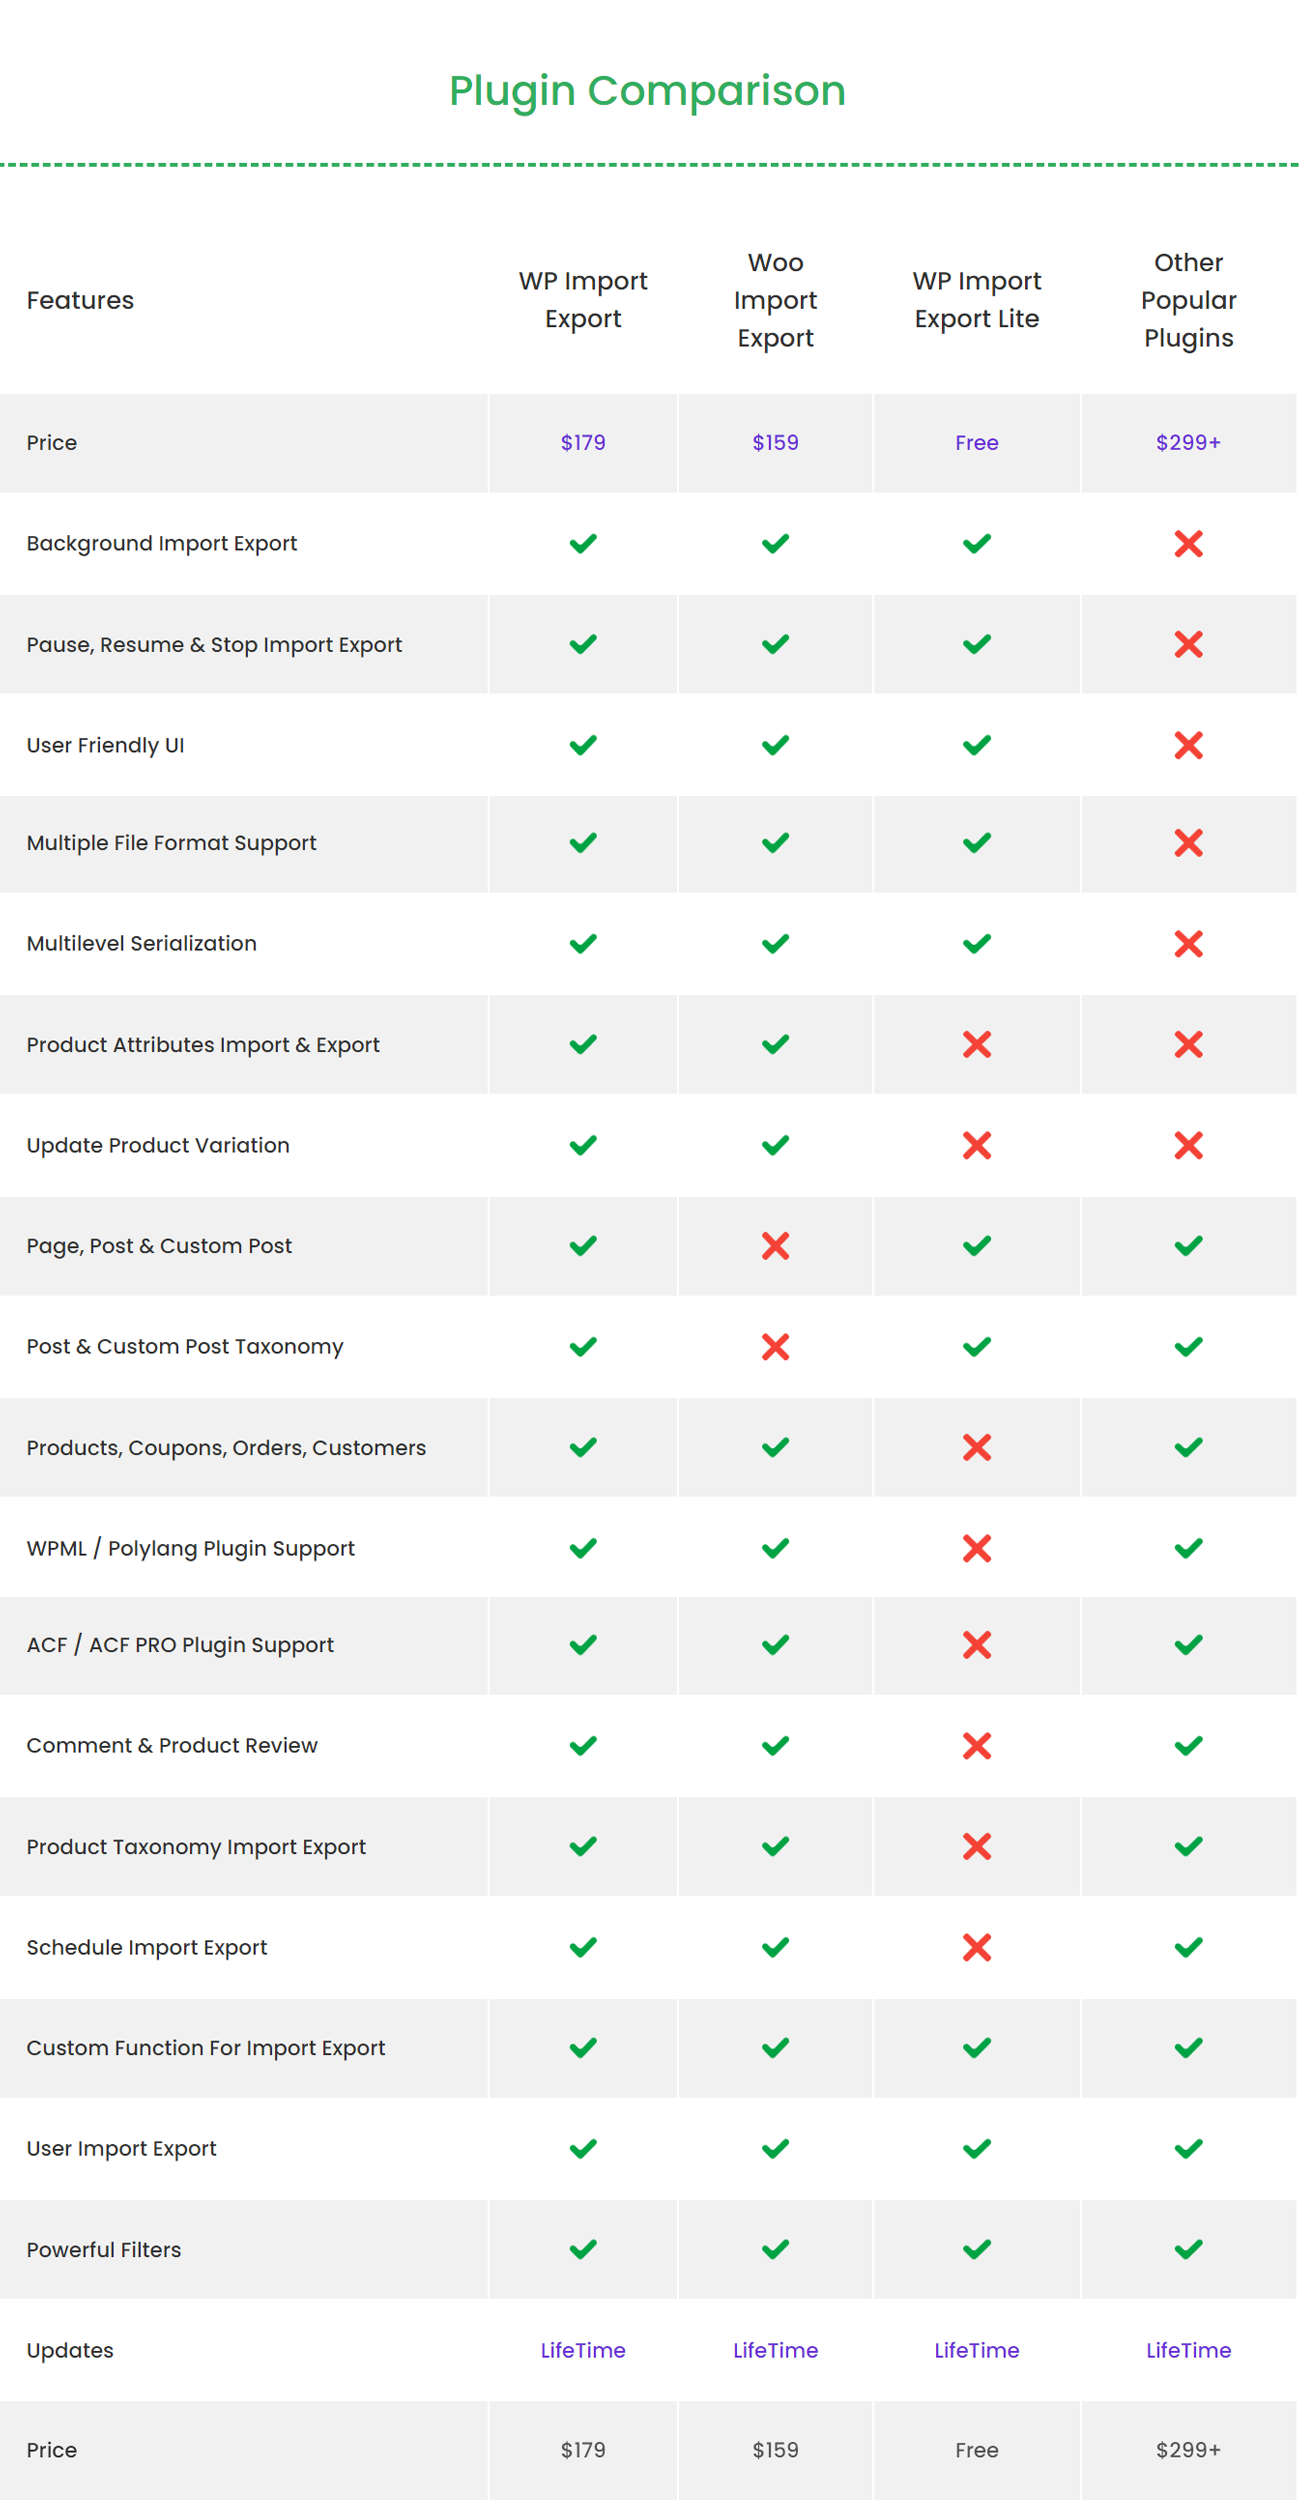 Plugin Comparison
Features
WP Import
Export
Woo
Import
Export
WP Import
Export Lite
Other
Popular
Plugins
Price $179 $159 Free $299+
Background Import Export
Pause, Resume & Stop Import Export
User Friendly UI
Multiple File Format Support
Multilevel Serialization
Product Attributes Import & Export
Update Product Variation
Page, Post & Custom Post
Post & Custom Post Taxonomy
Products, Coupons, Orders, Customers
WPML / Polylang Plugin Support
ACF / ACF PRO Plugin Support
Comment & Product Review
Product Taxonomy Import Export
Schedule Import Export
Custom Function For Import Export
User Import Export
Powerful Filters
Updates LifeTime LifeTime LifeTime LifeTime
Price $179 $159 Free $299+